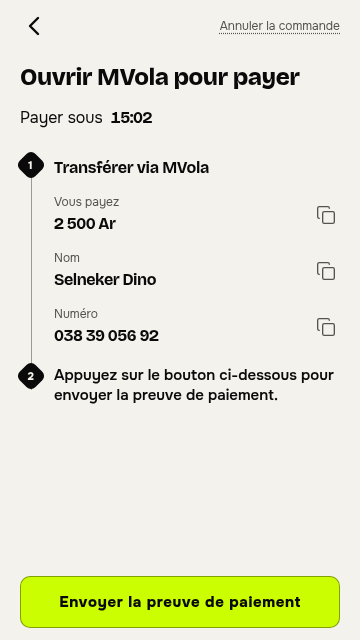 Annuler la commande
Ouvrir MVola pour payer
Payer sous 15:02
1 Transférer via MVola
Vous payez
2 500 Ar
Nom
Selneker Dino
Numéro
038 39 056 92
2 Appuyez sur le bouton ci-dessous pour
envoyer la preuve de paiement.
Envoyer la preuve de paiement